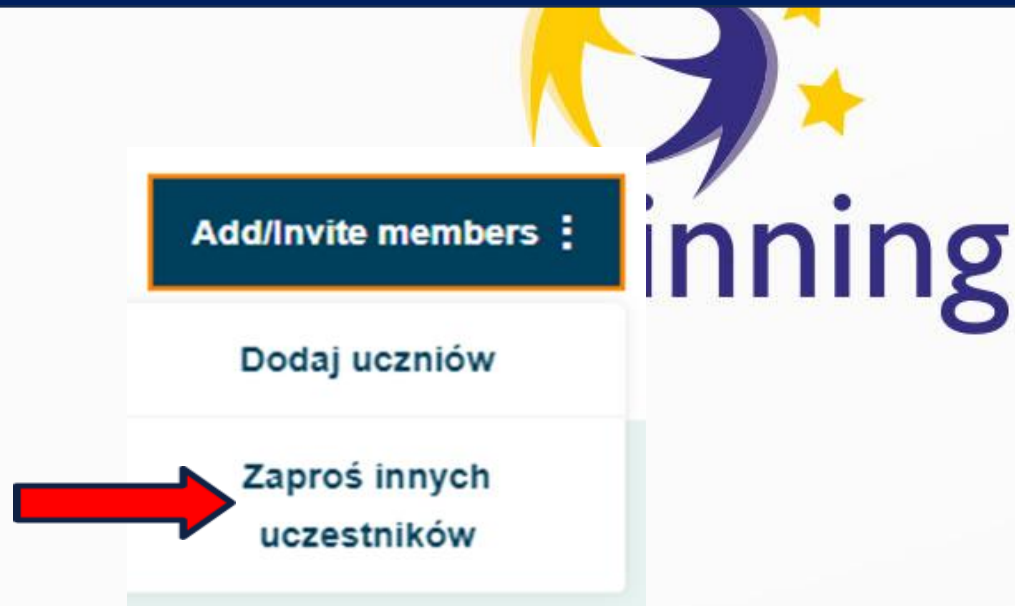 Add/Invite members
inning
Dodaj uczniów
Zaproś innych
uczestników